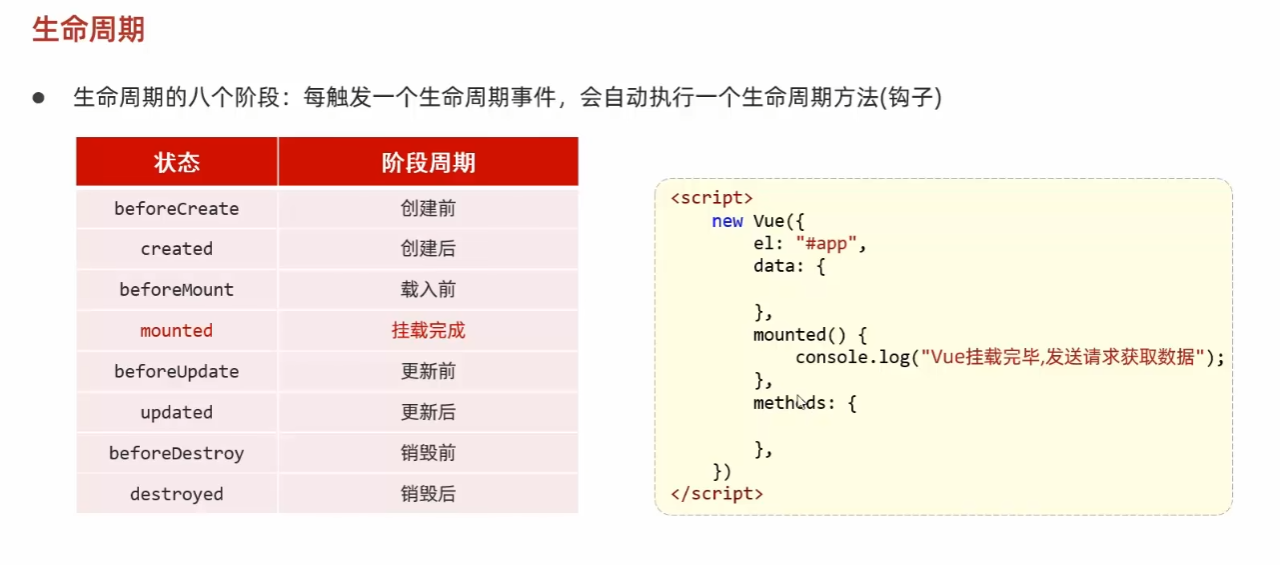 生命周期
● 生命周期的八个阶段：每触发一个生命周期事件，会自动执行一个生命周期方法(钩子)
状态 阶段周期
beforeCreate 创建前
created 创建后
beforeMount 载入前
mounted 挂载完成
beforeUpdate 更新前
updated 更新后
beforeDestroy 销毁前
destroyed 销毁后
<script>
new Vue({
el: "#app",
data: {
},
mounted() {
console.log("Vue挂载完毕,发送请求获取数据");
},
methods: {
},
})
</script>